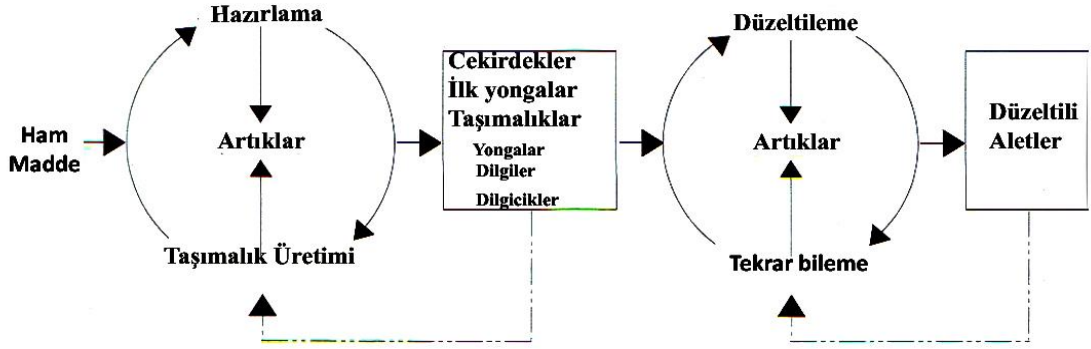 Ham
Madde
Hazırlama
Artıklar
Taşımalık Üretimi
Cekirdekler
İlk yongalar
Taşımalıklar
Yongalar
Dilgiler
Dilgicikler
Düzeltileme
Artıklar
Tekrar bileme
Düzeltili
Aletler